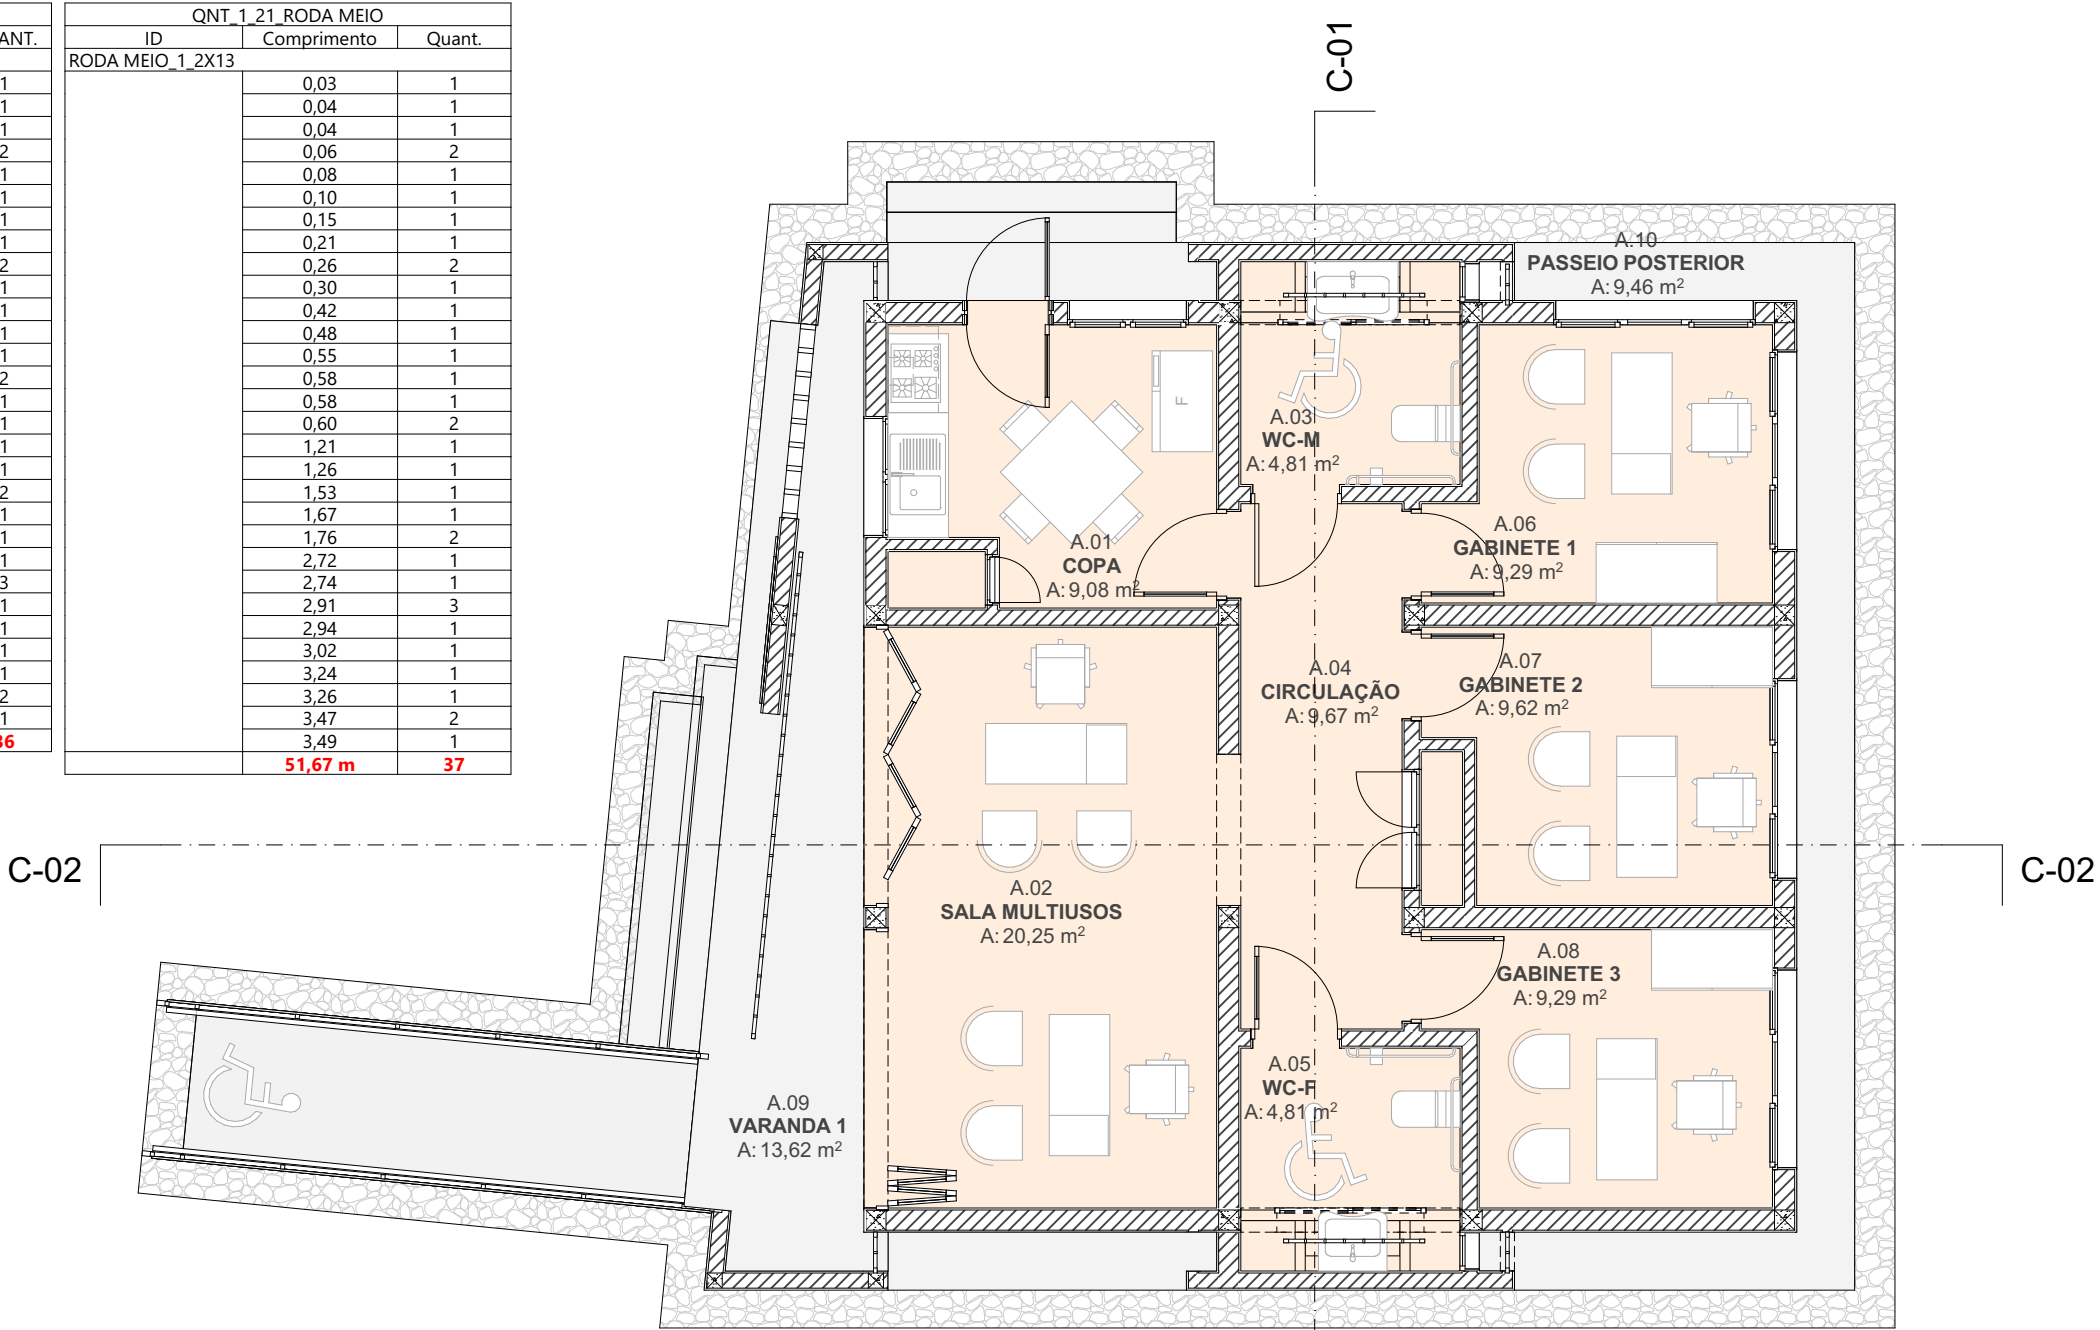 ANT.
1
1
1
2
1
1
1
1
2
1
1
1
1
2
1
1
1
1
2
1
1
1
3
1
1
1
1
2
1
36
QNT_1_21_RODA MEIO
ID Comprimento Quant.
RODA MEIO_1_2X13
0,03 1
0,04 1
0,04 1
0,06 2
0,08 1
0,10 1
0,15 1
0,21 1
0,26 2
0,30 1
0,42 1
0,48 1
0,55 1
0,58 1
0,58 1
0,60 2
1,21 1
1,26 1
1,53 1
1,67 1
1,76 2
2,72 1
2,74 1
2,91 3
2,94 1
3,02 1
3,24 1
3,26 1
3,47 2
3,49 1
51,67 m 37
C-01
A.10
PASSEIO POSTERIOR
A: 9,46 m²
F
A.03
WC-M
A: 4,81 m²
A.01
COPA
A: 9,08 m²
A.06
GABINETE 1
A: 9,29 m²
A.04
CIRCULAÇÃO
A: 9,67 m²
A.07
GABINETE 2
A: 9,62 m²
C-02
C-02
A.02
SALA MULTIUSOS
A: 20,25 m²
A.08
GABINETE 3
A: 9,29 m²
A.05
WC-F
A: 4,81 m²
A.09
VARANDA 1
A: 13,62 m²